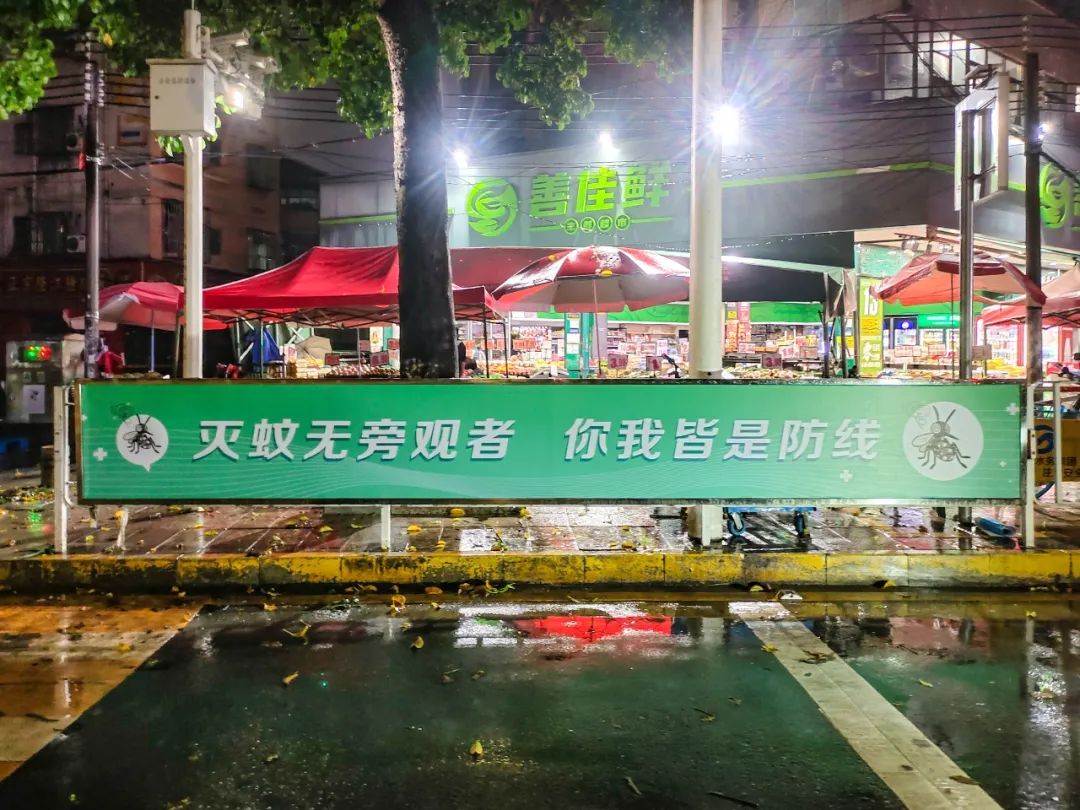 善佳鲜
灭蚊无旁观者 你我皆是防线